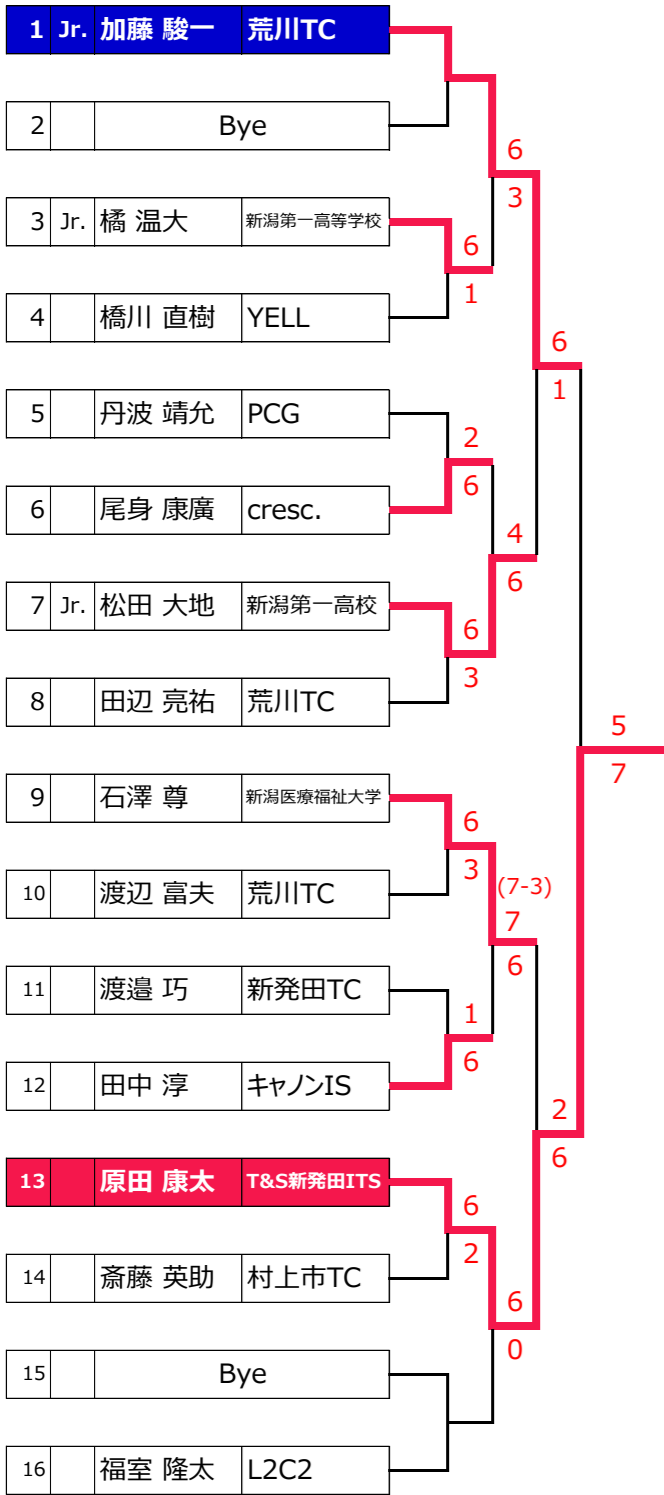 1 Jr. 加藤 駿一 荒川TC
2 Bye
6
3
3 Jr. 橘 温大 新潟第一高等学校
6
1
4 橋川 直樹 YELL
6
1
5 丹波 靖允 PCG
2
6
6 尾身 康廣 cresc.
4
6
7 Jr. 松田 大地 新潟第一高校
6
3
8 田辺 亮祐 荒川TC
5
7
9 石澤 尊 新潟医療福祉大学
6
3
10 渡辺 富夫 荒川TC
(7-3)
7
6
11 渡邉 巧 新発田TC
1
6
12 田中 淳 キャノンIS
2
6
13 原田 康太 T&S新発田ITS
6
2
14 斎藤 英助 村上市TC
6
0
15 Bye
16 福室 隆太 L2C2